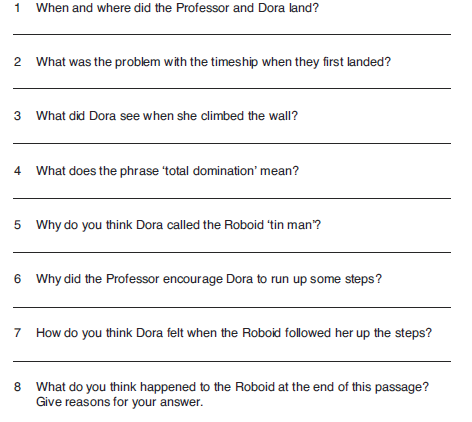 1 When and where did the Professor and Dora land?
2 What was the problem with the timeship when they first landed?
3 What did Dora see when she climbed the wall?
4 What does the phrase ‘total domination’ mean?
5 Why do you think Dora called the Roboid ‘tin man’?
6 Why did the Professor encourage Dora to run up some steps?
7 How do you think Dora felt when the Roboid followed her up the steps?
8 What do you think happened to the Roboid at the end of this passage?
Give reasons for your answer.